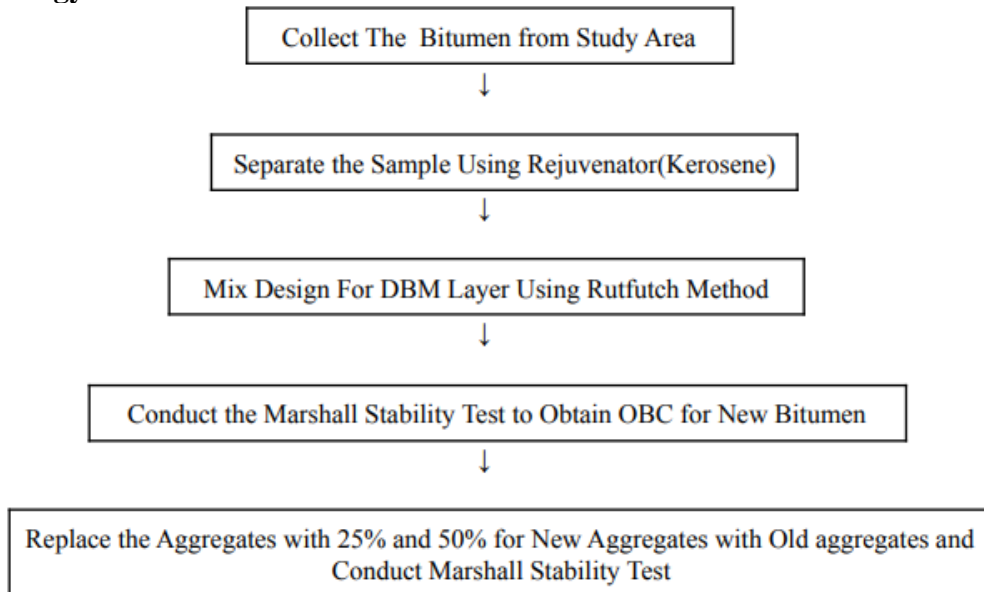 Collect The Bitumen from Study Area
↓
Separate the Sample Using Rejuvenator(Kerosene)
↓
Mix Design For DBM Layer Using Rutfutch Method
↓
Conduct the Marshall Stability Test to Obtain OBC for New Bitumen
↓
Replace the Aggregates with 25% and 50% for New Aggregates with Old aggregates and
Conduct Marshall Stability Test